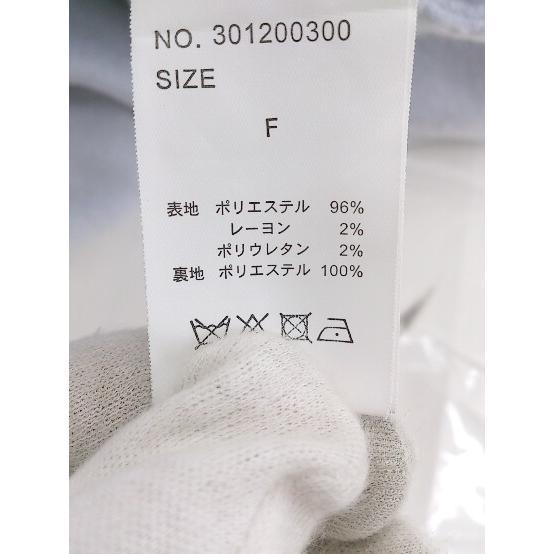 NO. 301200300
SIZE
F
表地 ポリエステル 96%
レーヨン 2%
ポリウレタン 2%
裏地 ポリエステル 100%